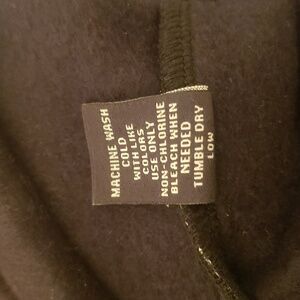 MACHINE WASH
COLD
WITH LIKE
COLORS
USE ONLY
NON-CHLORINE
BLEACH WHEN
NEEDED
TUMBLE DRY
LOW